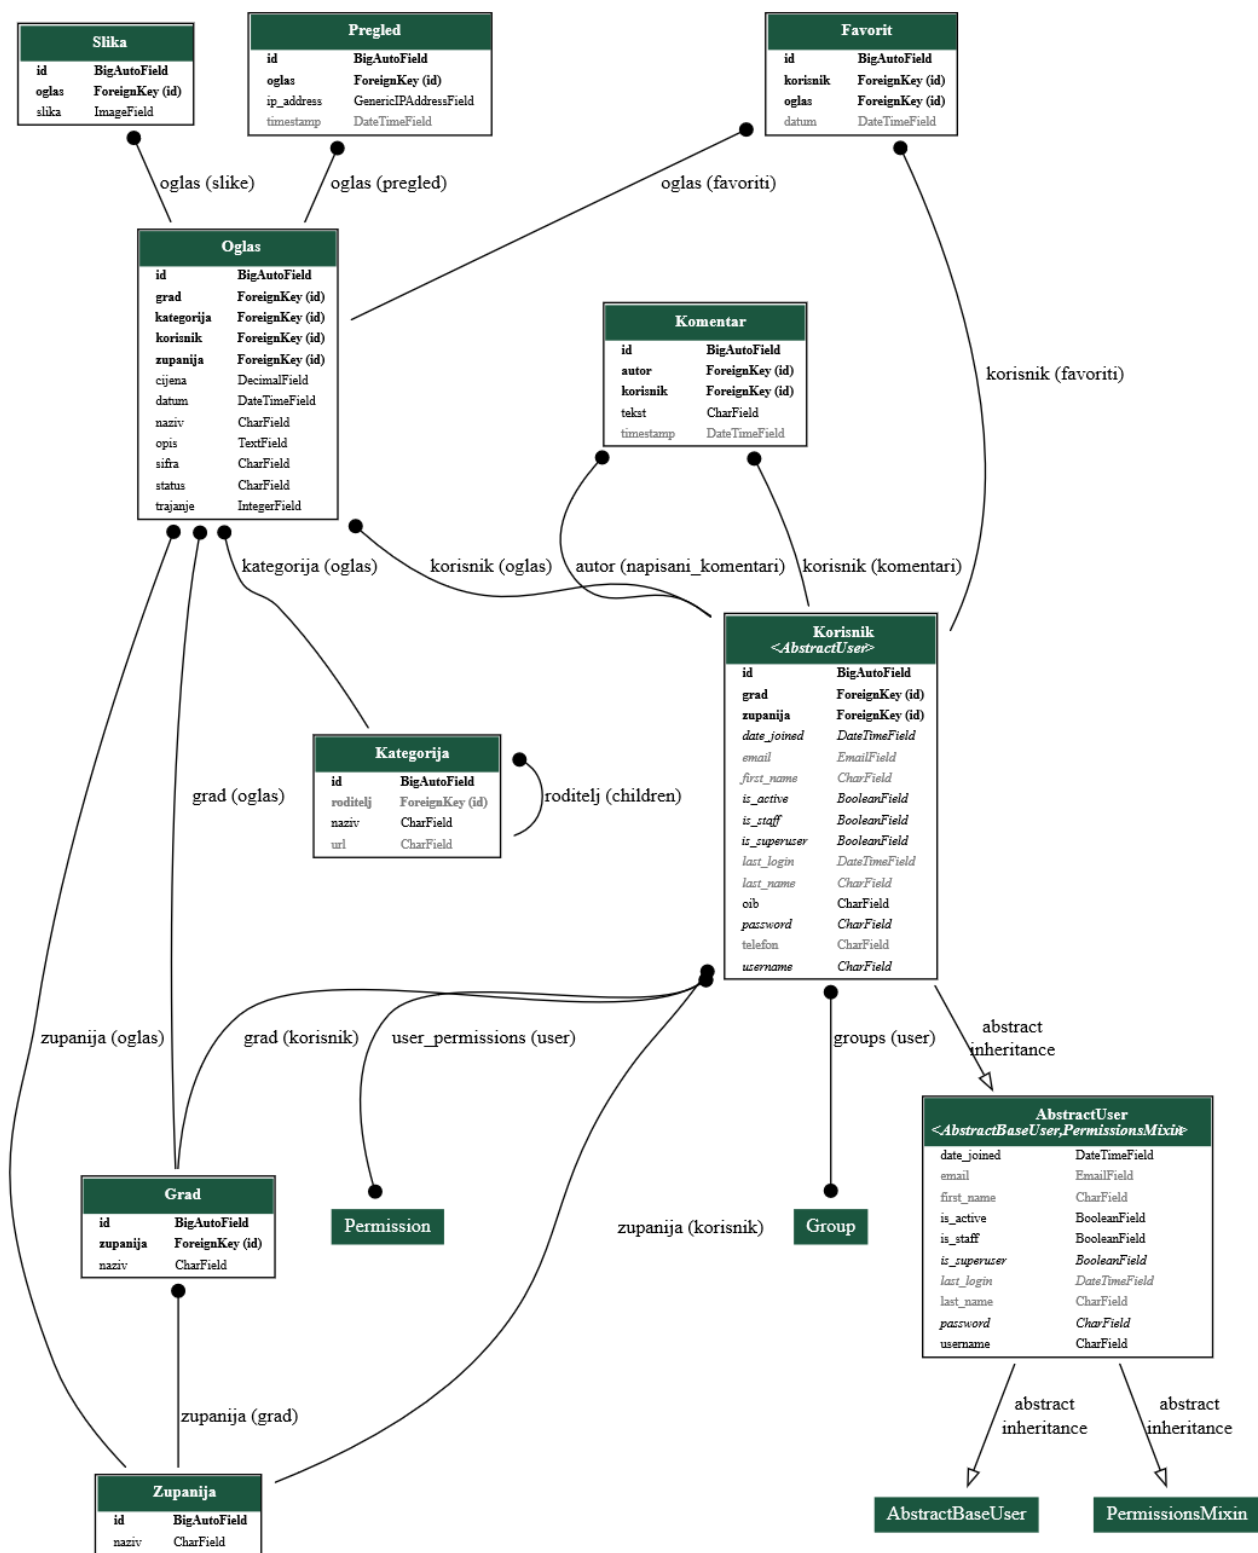 Slika
id BigAutoField
oglas ForeignKey (id)
slika ImageField
Pregled
id BigAutoField
oglas ForeignKey (id)
ip_address GenericIPAddressField
timestamp DateTimeField
Favorit
id BigAutoField
korisnik ForeignKey (id)
oglas ForeignKey (id)
datum DateTimeField
oglas (slike)
oglas (pregled)
oglas (favoriti)
Oglas
id BigAutoField
grad ForeignKey (id)
kategorija ForeignKey (id)
korisnik ForeignKey (id)
zupanija ForeignKey (id)
cijena DecimalField
datum DateTimeField
naziv CharField
opis TextField
sifra CharField
status CharField
trajanje IntegerField
Komentar
id BigAutoField
autor ForeignKey (id)
korisnik ForeignKey (id)
tekst CharField
timestamp DateTimeField
korisnik (favoriti)
kategorija (oglas)
korisnik (oglas)
autor (napisani_komentari)
korisnik (komentari)
Korisnik
<AbstractUser>
id BigAutoField
grad ForeignKey (id)
zupanija ForeignKey (id)
date_joined DateTimeField
email EmailField
first_name CharField
is_active BooleanField
is_staff BooleanField
is_superuser BooleanField
last_login DateTimeField
last_name CharField
oib CharField
password CharField
telefon CharField
username CharField
Kategorija
id BigAutoField
roditelj ForeignKey (id)
naziv CharField
url CharField
roditelj (children)
grad (oglas)
zupanija (oglas)
grad (korisnik)
user_permissions (user)
groups (user)
abstract
inheritance
AbstractUser
<AbstractBaseUser,PermissionsMixin>
date_joined DateTimeField
email EmailField
first_name CharField
is_active BooleanField
is_staff BooleanField
is_superuser BooleanField
last_login DateTimeField
last_name CharField
password CharField
username CharField
Grad
id BigAutoField
zupanija ForeignKey (id)
naziv CharField
Permission
zupanija (korisnik)
Group
zupanija (grad)
abstract
inheritance
abstract
inheritance
Zupanija
id BigAutoField
naziv CharField
AbstractBaseUser
PermissionsMixin